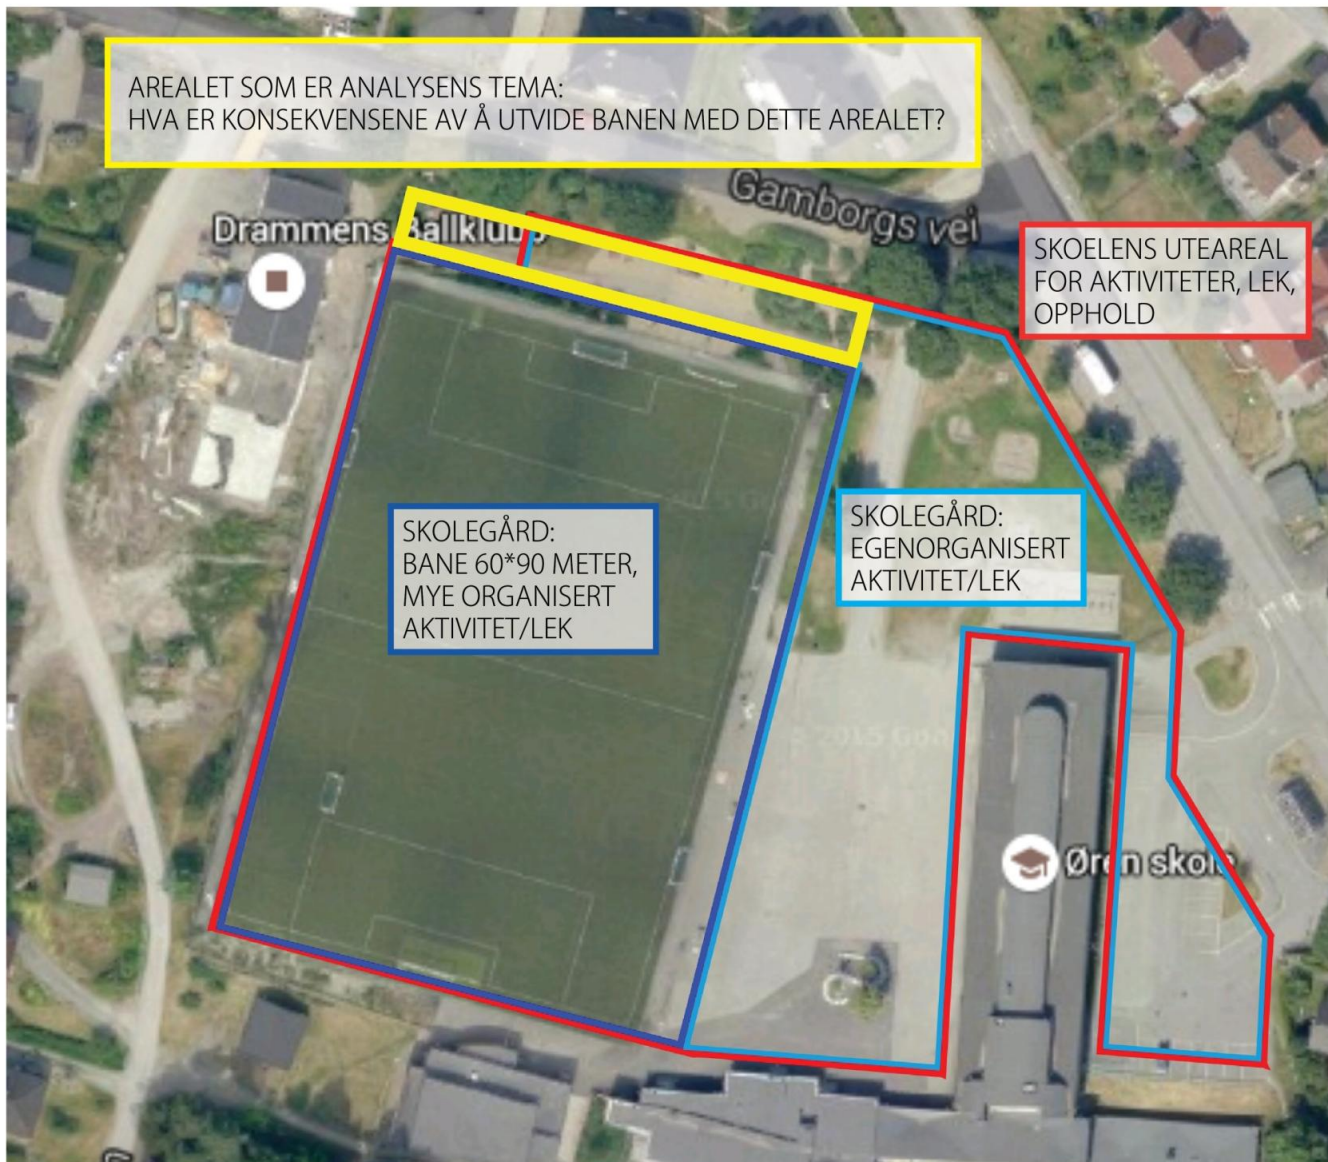 AREALET SOM ER ANALYSENS TEMA:
HVA ER KONSEKVENSENE AV Å UTVIDE BANEN MED DETTE AREALET?
Gamborgs vei
Drammens Ballklubb
SKOELENS UTEAREAL
FOR AKTIVITETER, LEK,
OPPHOLD
SKOLEGÅRD:
BANE 60*90 METER,
MYE ORGANISERT
AKTIVITET/LEK
SKOLEGÅRD:
EGENORGANISERT
AKTIVITET/LEK
© 2015 Goo
Øren skole